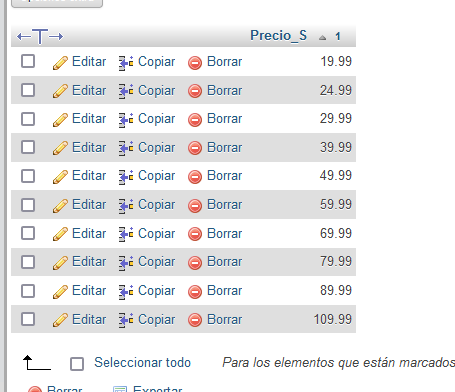 Precio_S 1
Editar Copiar Borrar 19.99
Editar Copiar Borrar 24.99
Editar Copiar Borrar 29.99
Editar Copiar Borrar 39.99
Editar Copiar Borrar 49.99
Editar Copiar Borrar 59.99
Editar Copiar Borrar 69.99
Editar Copiar Borrar 79.99
Editar Copiar Borrar 89.99
Editar Copiar Borrar 109.99
Seleccionar todo Para los elementos que están marcados
Borrar Exportar